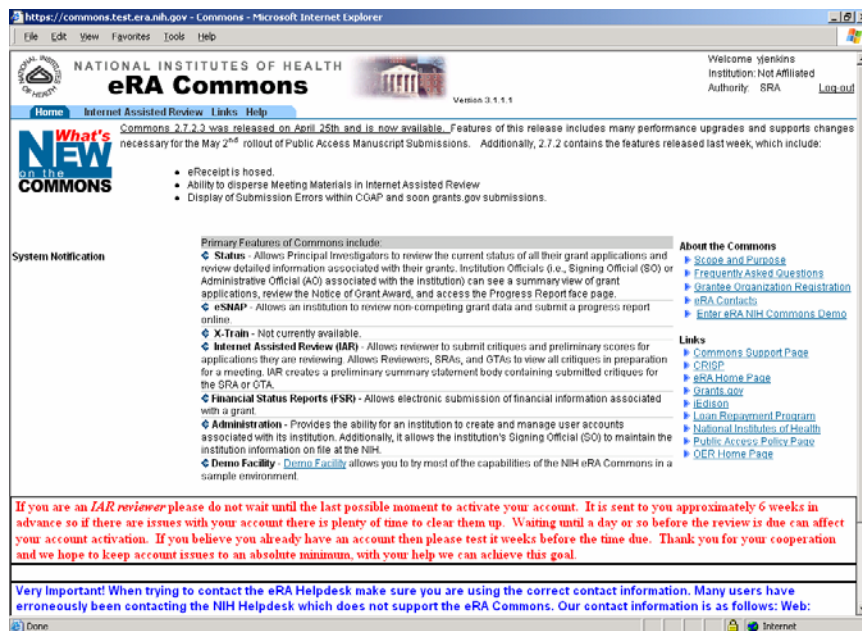 https://commons.test.era.nih.gov - Commons - Microsoft Internet Explorer
File Edit View Favorites Tools Help
NATIONAL INSTITUTES OF HEALTH
eRA Commons
Version 3.1.1.1
Welcome yjenkins
Institution: Not Affiliated
Authority: SRA
Log-out
Home Internet Assisted Review Links Help
What's
NEW
on the
COMMONS
Commons 2.7.2.3 was released on April 25th and is now available. Features of this release includes many performance upgrades and supports changes
necessary for the May 2nd rollout of Public Access Manuscript Submissions. Additionally, 2.7.2 contains the features released last week, which include:
eReceipt is hosed.
Ability to disperse Meeting Materials in Internet Assisted Review
Display of Submission Errors within CGAP and soon grants.gov submissions.
System Notification
Primary Features of Commons include:
Status - Allows Principal Investigators to review the current status of all their grant applications and
review detailed information associated with their grants. Institution Officials (i.e., Signing Official (SO) or
Administrative Official (AO) associated with the institution) can see a summary view of grant
applications, review the Notice of Grant Award, and access the Progress Report face page.
eSNAP - Allows an institution to review non-competing grant data and submit a progress report
online.
X-Train - Not currently available.
Internet Assisted Review (IAR) - Allows reviewer to submit critiques and preliminary scores for
applications they are reviewing. Allows Reviewers, SRAs, and GTAs to view all critiques in preparation
for a meeting. IAR creates a preliminary summary statement body containing submitted critiques for
the SRA or GTA.
Financial Status Reports (FSR) - Allows electronic submission of financial information associated
with a grant.
Administration - Provides the ability for an institution to create and manage user accounts
associated with its institution. Additionally, it allows the institution's Signing Official (SO) to maintain the
institution information on file at the NIH.
Demo Facility - Demo Facility allows you to try most of the capabilities of the NIH eRA Commons in a
sample environment.
About the Commons
Scope and Purpose
Frequently Asked Questions
Grantee Organization Registration
eRA Contacts
Enter eRA NIH Commons Demo
Links
Commons Support Page
CRISP
eRA Home Page
Grants.gov
iEdison
Loan Repayment Program
National Institutes of Health
Public Access Policy Page
OER Home Page
If you are an IAR reviewer please do not wait until the last possible moment to activate your account. It is sent to you approximately 6 weeks in
advance so if there are issues with your account there is plenty of time to clear them up. Waiting until a day or so before the review is due can affect
your account activation. If you believe you already have an account then please test it weeks before the time due. Thank you for your cooperation
and we hope to keep account issues to an absolute minimum, with your help we can achieve this goal.
Very Important! When trying to contact the eRA Helpdesk make sure you are using the correct contact information. Many users have
erroneously been contacting the NIH Helpdesk which does not support the eRA Commons. Our contact information is as follows: Web:
Done
Internet